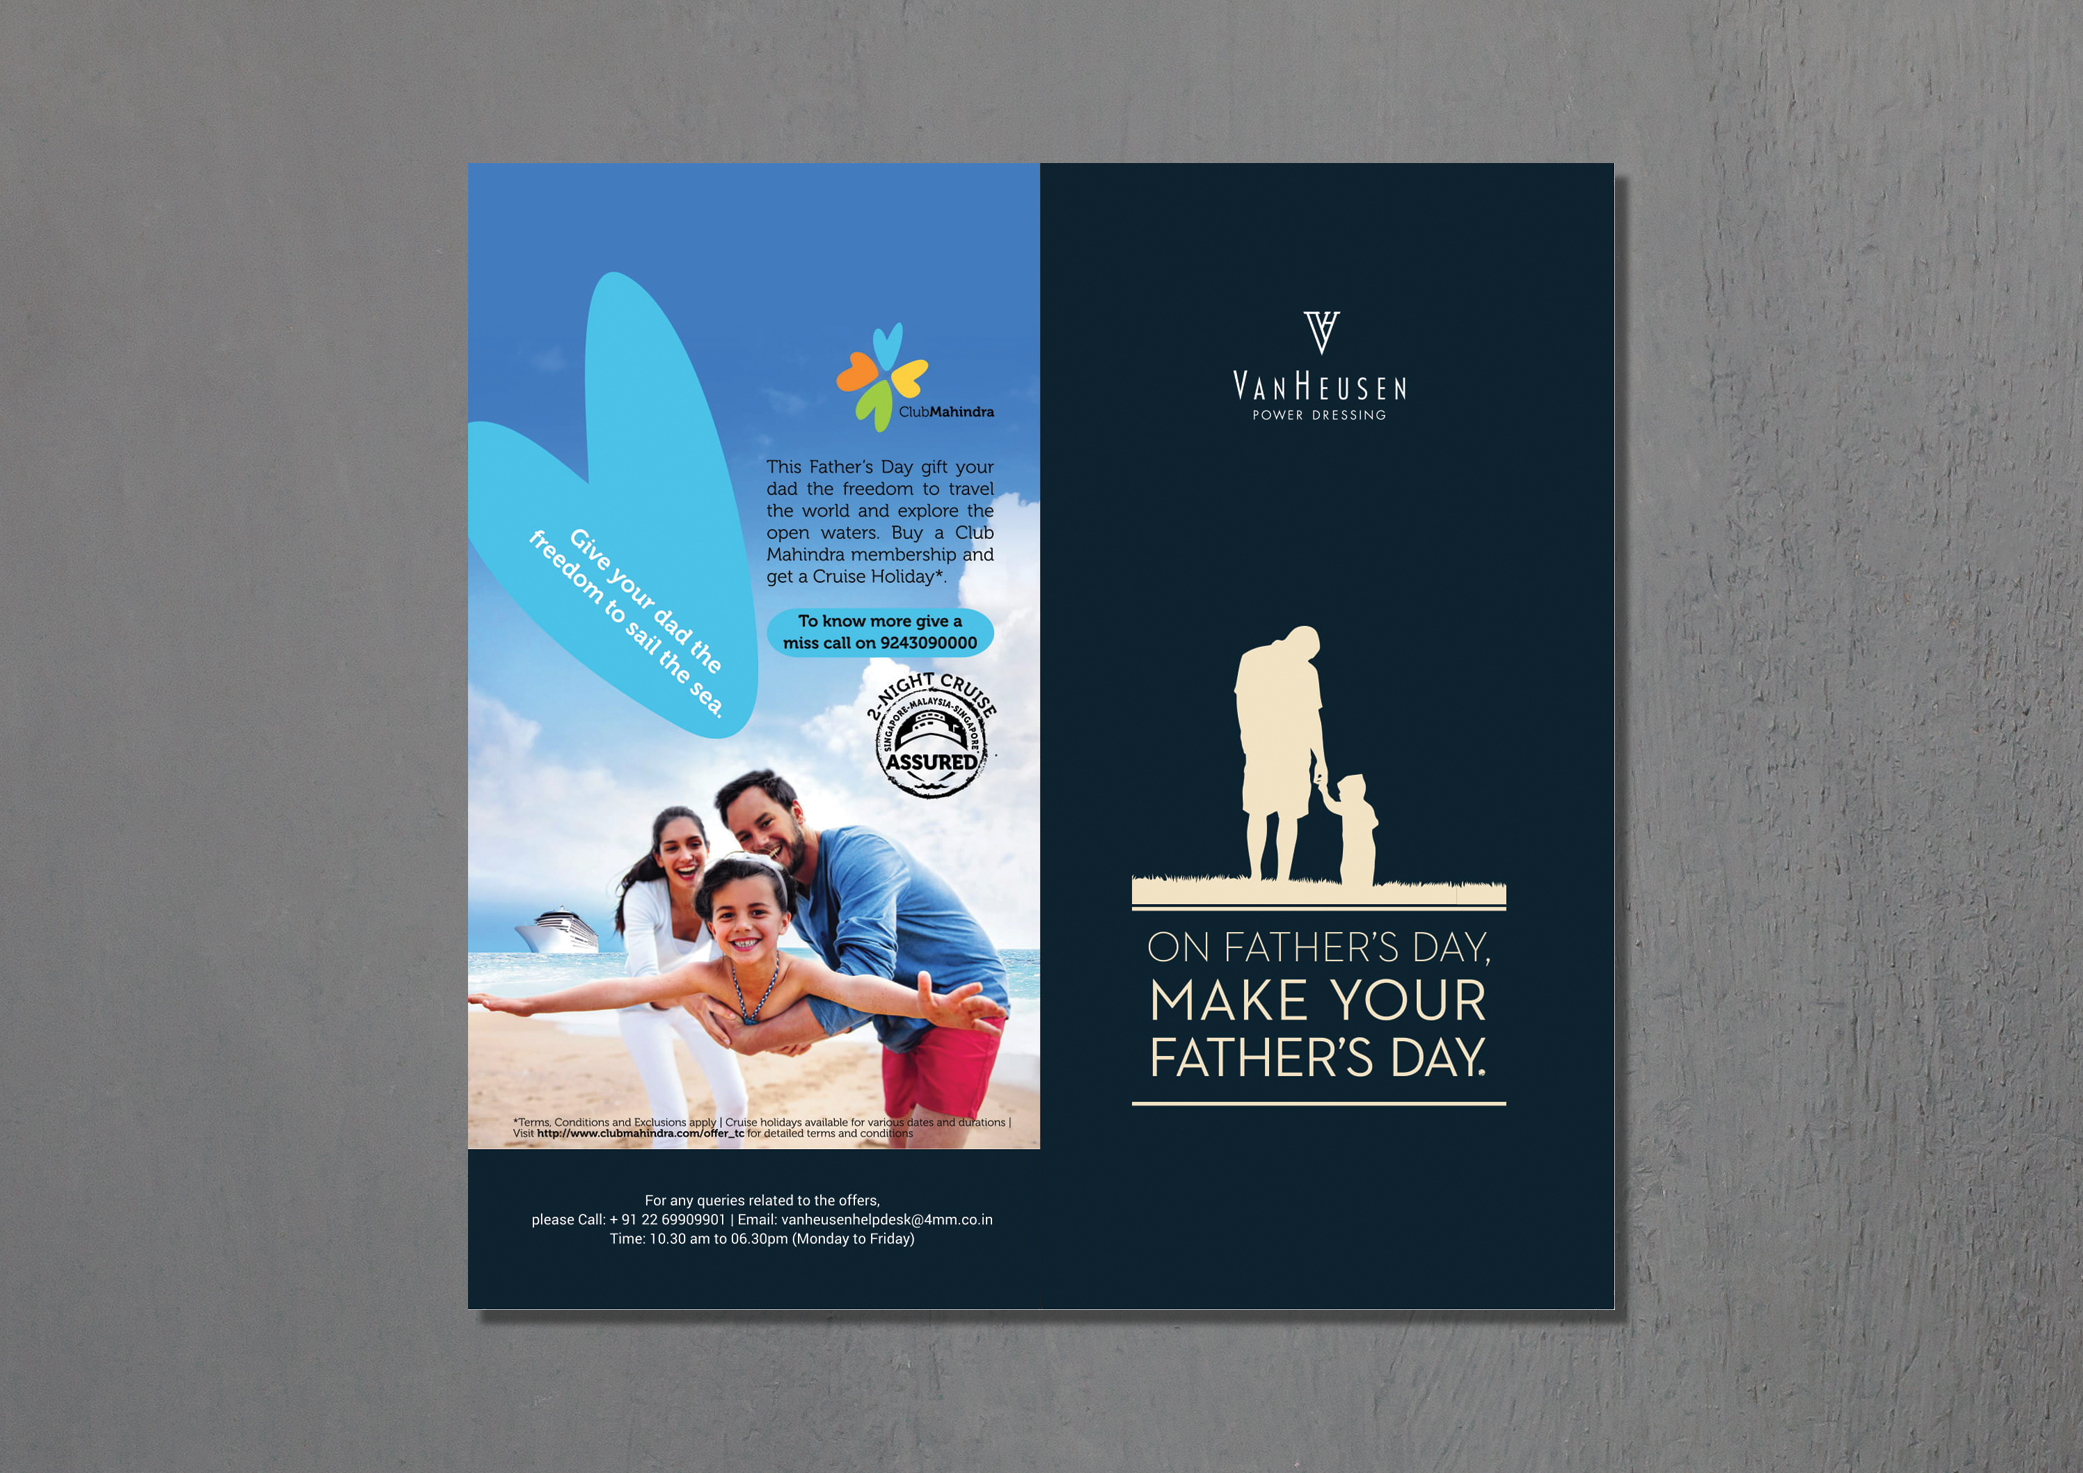 Give your dad the
freedom to sail the sea.
ClubMahindra
This Father's Day gift your
dad the freedom to travel
the world and explore the
open waters. Buy a Club
Mahindra membership and
get a Cruise Holiday*.
To know more give a
miss call on 9243090000
2-NIGHT CRUISE
SINGAPORE-MALAYSIA-SINGAPORE*
ASSURED
*Terms, Conditions and Exclusions apply | Cruise holidays available for various dates and durations |
Visit http://www.clubmahindra.com/offer_tc for detailed terms and conditions
For any queries related to the offers,
please Call: + 91 22 69909901 | Email: vanheusenhelpdesk@4mm.co.in
Time: 10.30 am to 06.30pm (Monday to Friday)
VH
VANHEUSEN
POWER DRESSING
ON FATHER'S DAY,
MAKE YOUR
FATHER'S DAY.